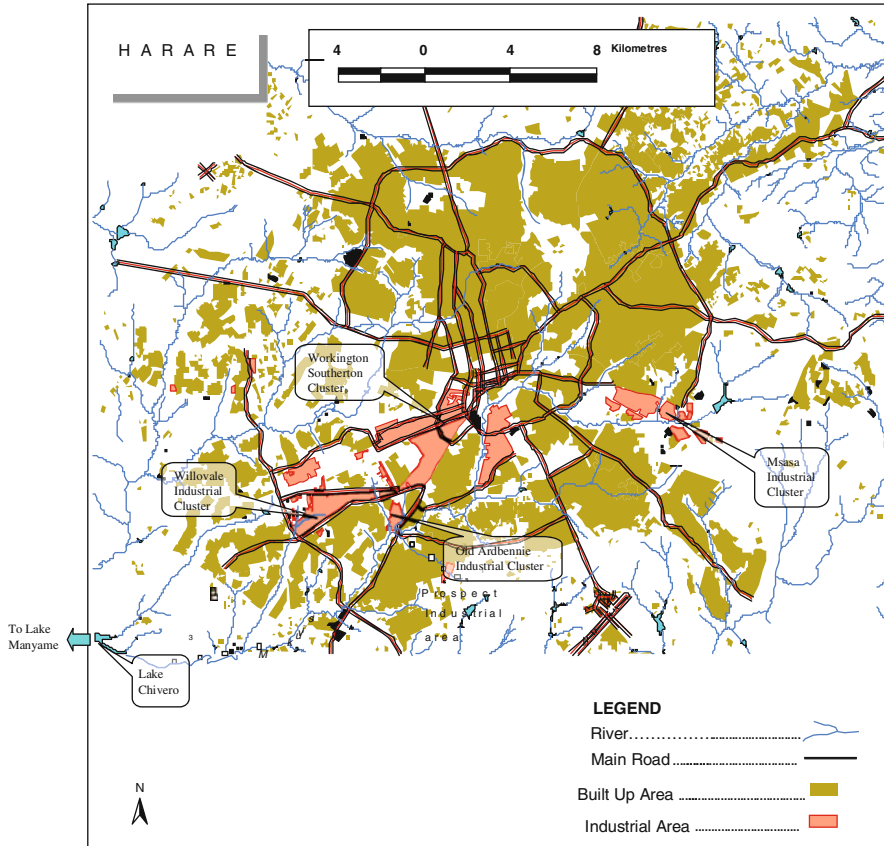 H A R A R E
4 0 4 8 Kilometres
Workington
Southerton
Cluster
Willovale
Industrial
Cluster
Msasa
Industrial
Cluster
Old Ardbennie
Industrial Cluster
Prospect
Industrial
area
To Lake
Manyame
3
Lake
Chivero
LEGEND
River
Main Road
Built Up Area
Industrial Area
N